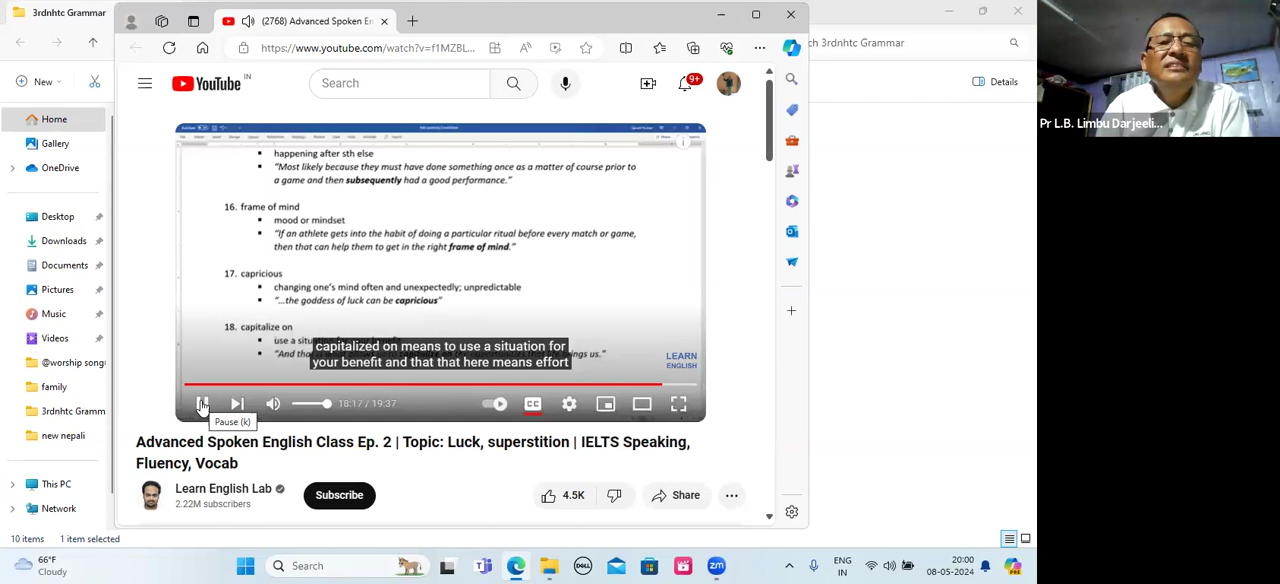 3rdnhtc Grammar
(2768) Advanced Spoken En
https://www.youtube.com/watch?v=f1MZBL...
ch 3rdnhtc Grammar
New
Details
YouTube IN
Search
9+
Home
Gallery
OneDrive
Desktop
Downloads
Documents
Pictures
Music
Videos
@worship song
family
3rdnhtc Gramm
new nepali
This PC
Network
happening after sth else
"Most likely because they must have done something once as a matter of course prior to
a game and then subsequently had a good performance."
16. frame of mind
mood or mindset
"If an athlete gets into the habit of doing a particular ritual before every match or game,
then that can help them to get in the right frame of mind."
17. capricious
changing one's mind often and unexpectedly; unpredictable
"...the goddess of luck can be capricious"
18. capitalize on
capitalized on means to use a situation for
your benefit and that that here means effort
LEARN
ENGLISH
18:17 / 19:37
CC
Pause (k)
Advanced Spoken English Class Ep. 2 | Topic: Luck, superstition | IELTS Speaking,
Fluency, Vocab
Learn English Lab
2.22M subscribers
Subscribe
4.5K
Share
Pr L.B. Limbu Darjeeli...
10 items
1 item selected
66°F
Cloudy
Search
ENG
IN
20:00
08-05-2024